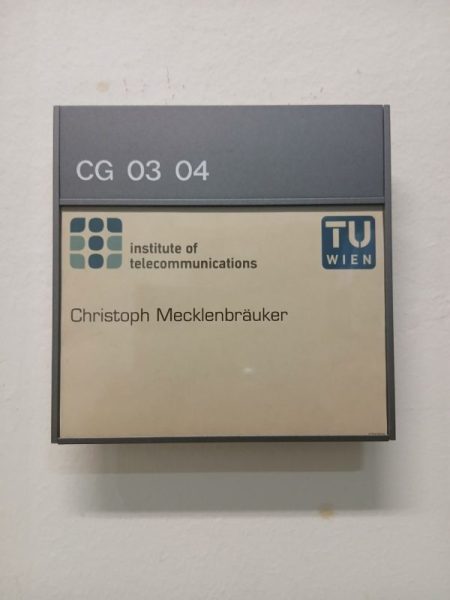 CG 03 04
institute of
telecommunications
TU
WIEN
Christoph Mecklenbräuker